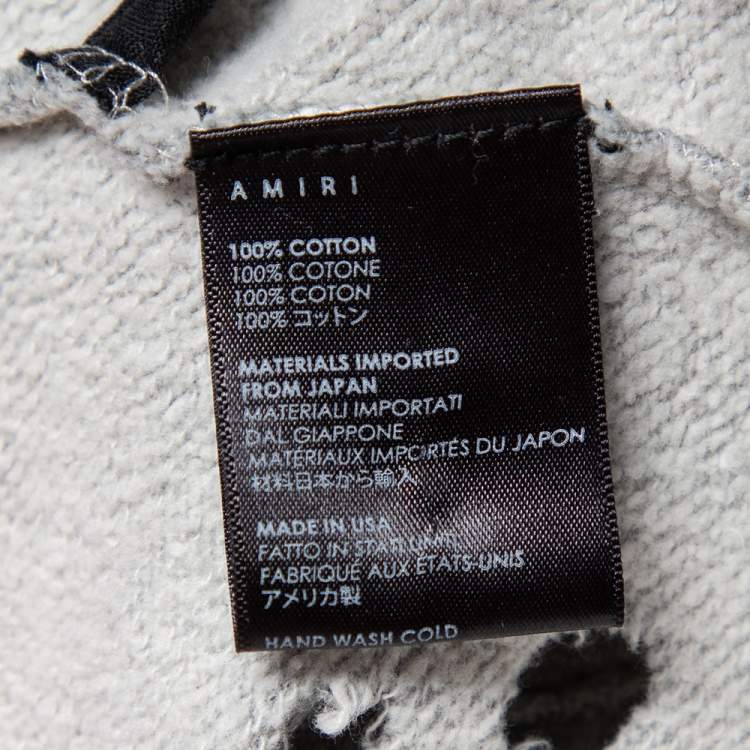 AMIRI
100% COTTON
100% COTONE
100% COTON
100% コットン
MATERIALS IMPORTED
FROM JAPAN
MATERIALI IMPORTATI
DAL GIAPPONE
MATÉRIAUX IMPORTÉS DU JAPON
材料日本から輸入
MADE IN USA
FATTO IN STATI UNITI
FABRIQUÉ AUX ÉTATS-UNIS
アメリカ製
HAND WASH COLD